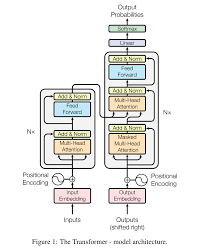 Output
Probabilities
Softmax
Linear
Add & Norm
Feed
Forward
Add & Norm
Multi-Head
Attention
Add & Norm
Masked
Multi-Head
Attention
N×
Add & Norm
Feed
Forward
N×
Add & Norm
Multi-Head
Attention
Positional
Encoding
Positional
Encoding
Input
Embedding
Output
Embedding
Inputs
Outputs
(shifted right)
Figure 1: The Transformer - model architecture.